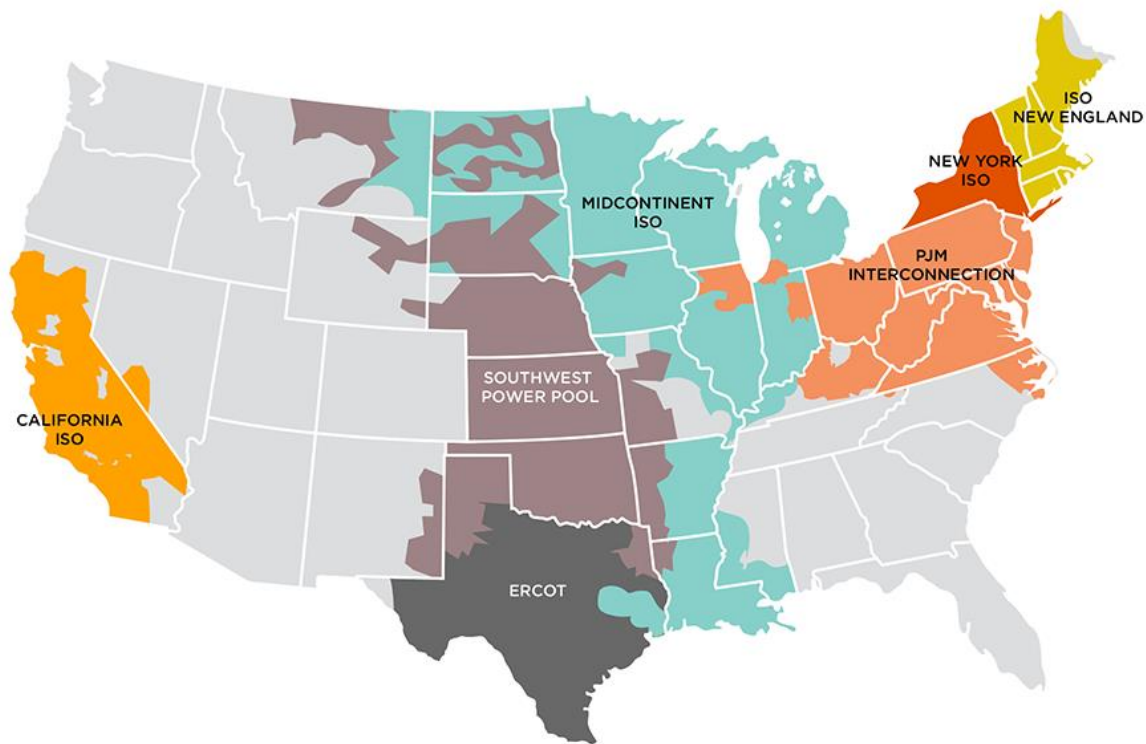 ISO
NEW ENGLAND
NEW YORK
ISO
MIDCONTINENT
ISO
PJM
INTERCONNECTION
SOUTHWEST
POWER POOL
CALIFORNIA
ISO
ERCOT